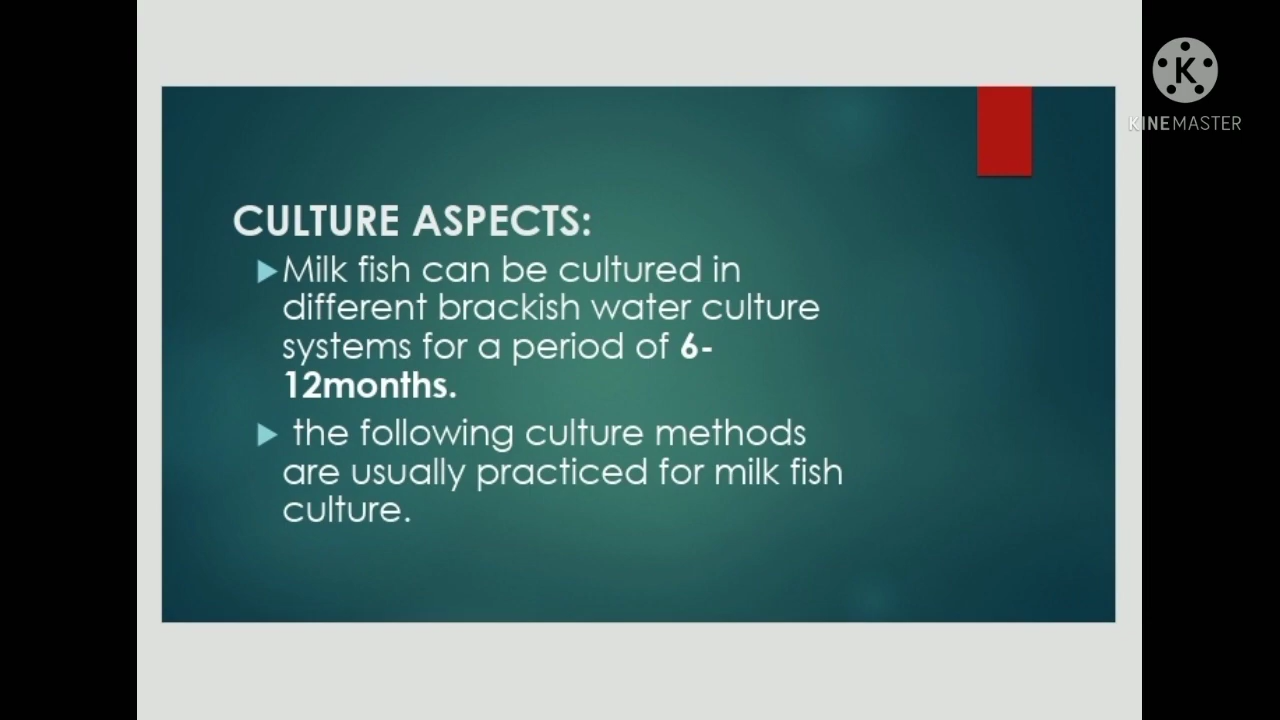 K
KINEMASTER
CULTURE ASPECTS:
Milk fish can be cultured in
different brackish water culture
systems for a period of 6-
12months.
the following culture methods
are usually practiced for milk fish
culture.